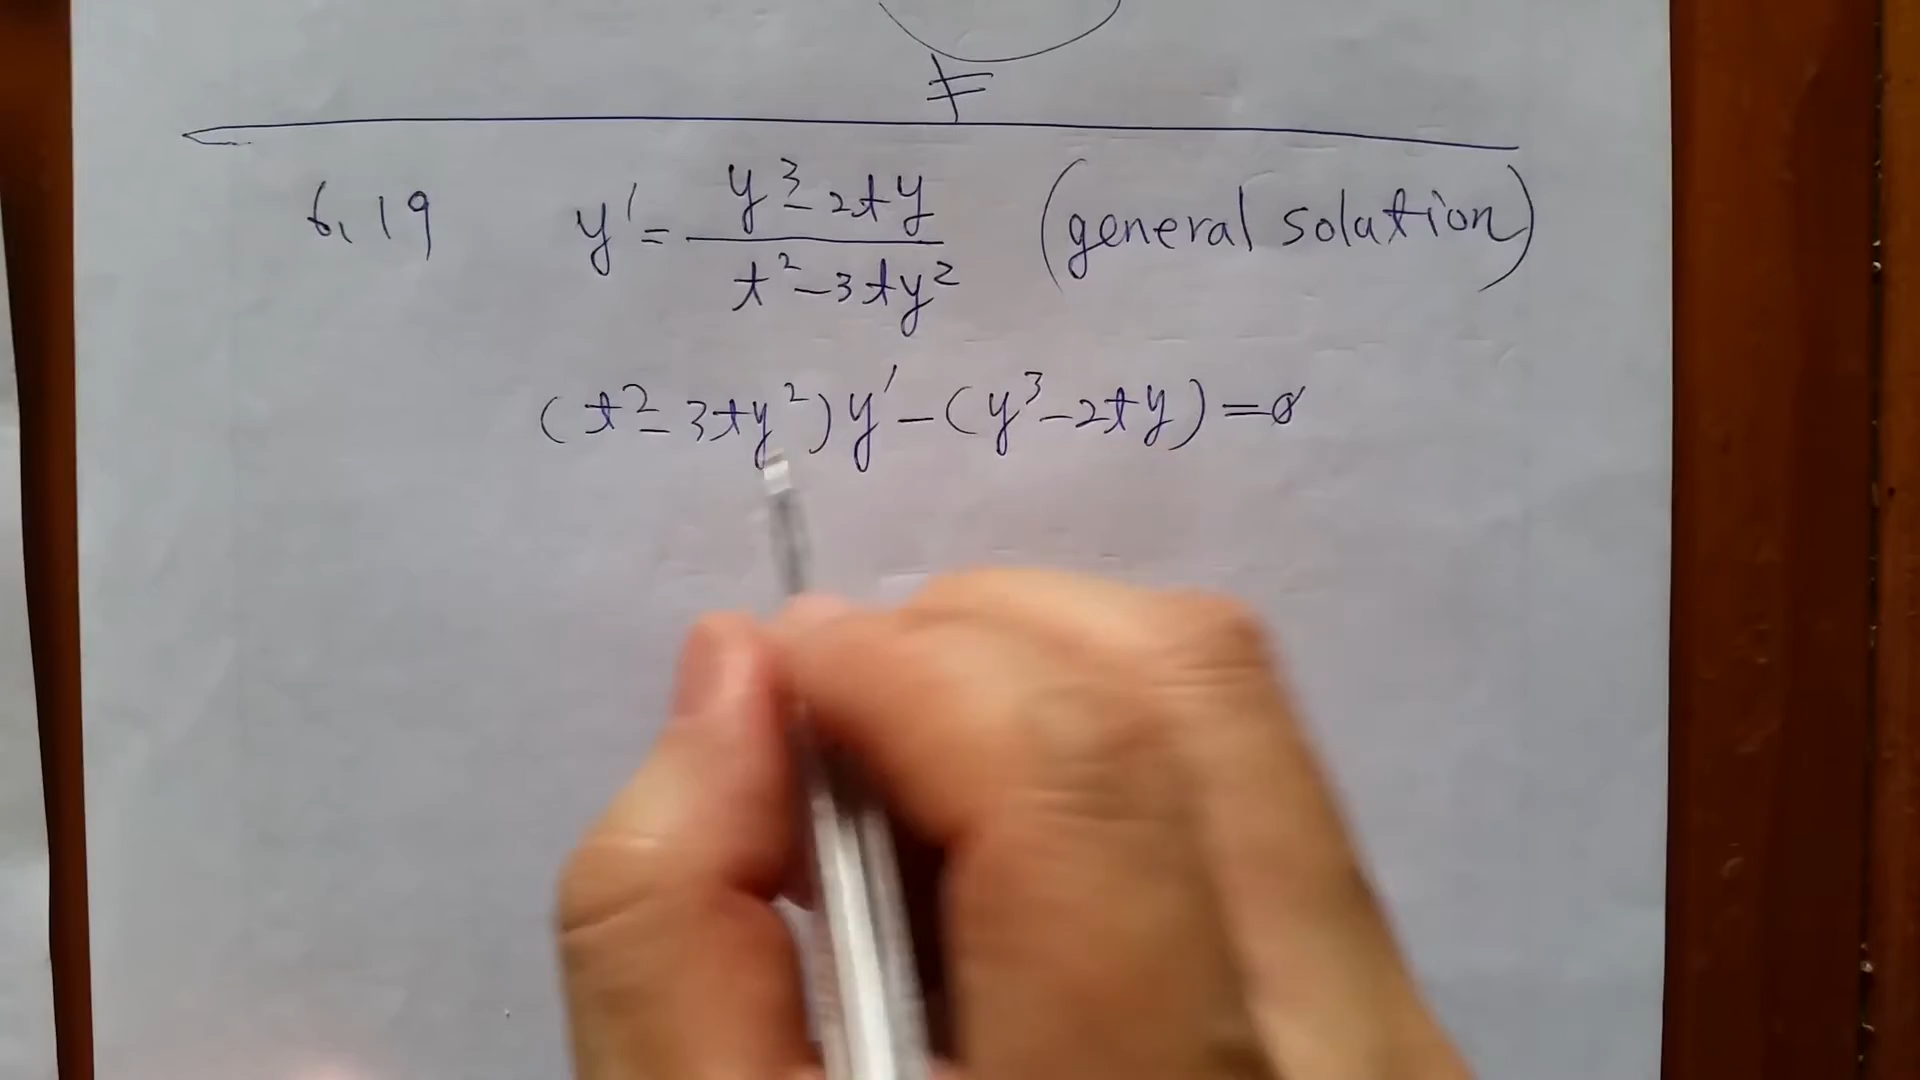 ≠
6.19 y' = (y³ - 2ty)/(t² - 3ty²) (general solution)
(t² - 3ty²)y' - (y³ - 2ty) = 0